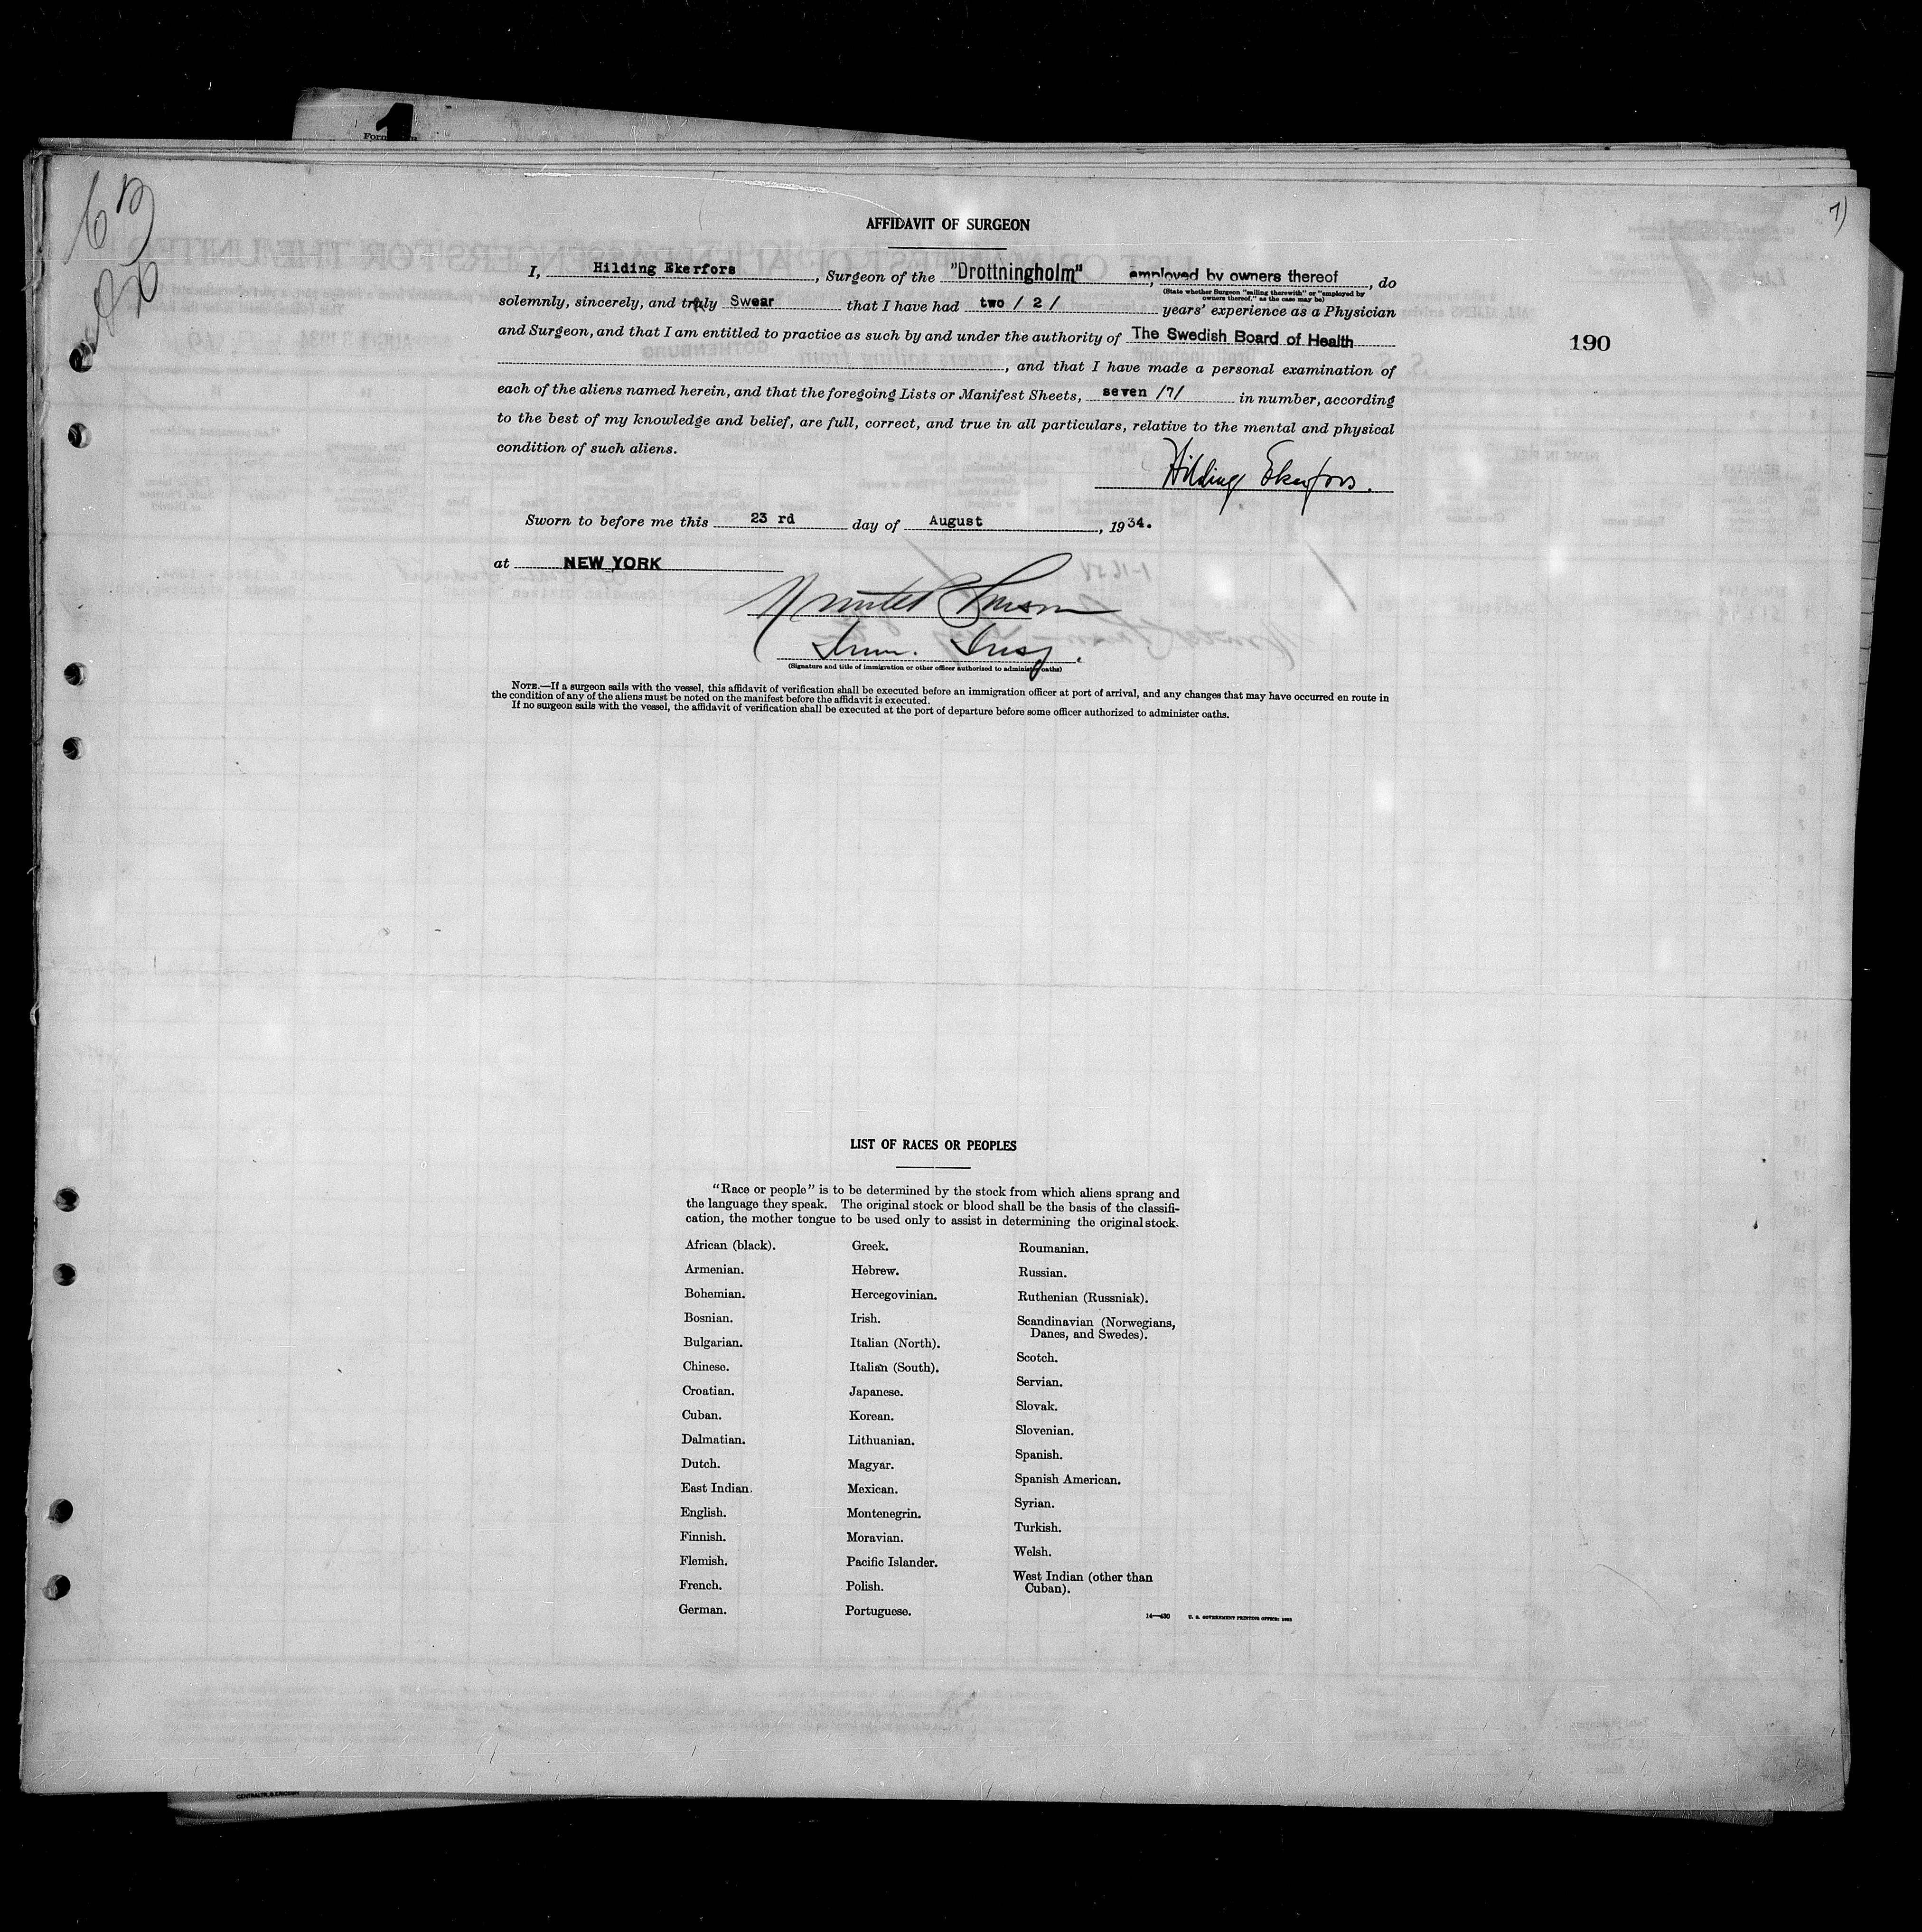 1
Form
7)
AFFIDAVIT OF SURGEON
I, Hilding Ekerfors, Surgeon of the "Drottningholm", employed by owners thereof, do
(State whether Surgeon "sailing therewith" or "employed by
owners thereof," as the case may be)
solemnly, sincerely, and truly Swear that I have had two / 2 / years' experience as a Physician
and Surgeon, and that I am entitled to practice as such by and under the authority of The Swedish Board of Health
190
, and that I have made a personal examination of
each of the aliens named herein, and that the foregoing Lists or Manifest Sheets, seven /7/ in number, according
to the best of my knowledge and belief, are full, correct, and true in all particulars, relative to the mental and physical
condition of such aliens.
Hilding Ekerfors.
Sworn to before me this 23 rd day of August, 1934.
at NEW YORK
Imm. Insp.
(Signature and title of immigration or other officer authorized to administer oaths)
NOTE.—If a surgeon sails with the vessel, this affidavit of verification shall be executed before an immigration officer at port of arrival, and any changes that may have occurred en route in
the condition of any of the aliens must be noted on the manifest before the affidavit is executed.
If no surgeon sails with the vessel, the affidavit of verification shall be executed at the port of departure before some officer authorized to administer oaths.
LIST OF RACES OR PEOPLES
"Race or people" is to be determined by the stock from which aliens sprang and
the language they speak. The original stock or blood shall be the basis of the classifi-
cation, the mother tongue to be used only to assist in determining the original stock.
African (black).
Armenian.
Bohemian.
Bosnian.
Bulgarian.
Chinese.
Croatian.
Cuban.
Dalmatian.
Dutch.
East Indian.
English.
Finnish.
Flemish.
French.
German.
Greek.
Hebrew.
Hercegovinian.
Irish.
Italian (North).
Italian (South).
Japanese.
Korean.
Lithuanian.
Magyar.
Mexican.
Montenegrin.
Moravian.
Pacific Islander.
Polish.
Portuguese.
Roumanian.
Russian.
Ruthenian (Russniak).
Scandinavian (Norwegians,
Danes, and Swedes).
Scotch.
Servian.
Slovak.
Slovenian.
Spanish.
Spanish American.
Syrian.
Turkish.
Welsh.
West Indian (other than
Cuban).
14—430 U. S. GOVERNMENT PRINTING OFFICE: